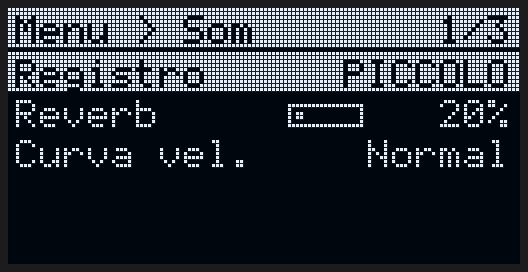 Menu > Som 1/3
Registro PICCOLO
Reverb 20%
Curva vel. Normal